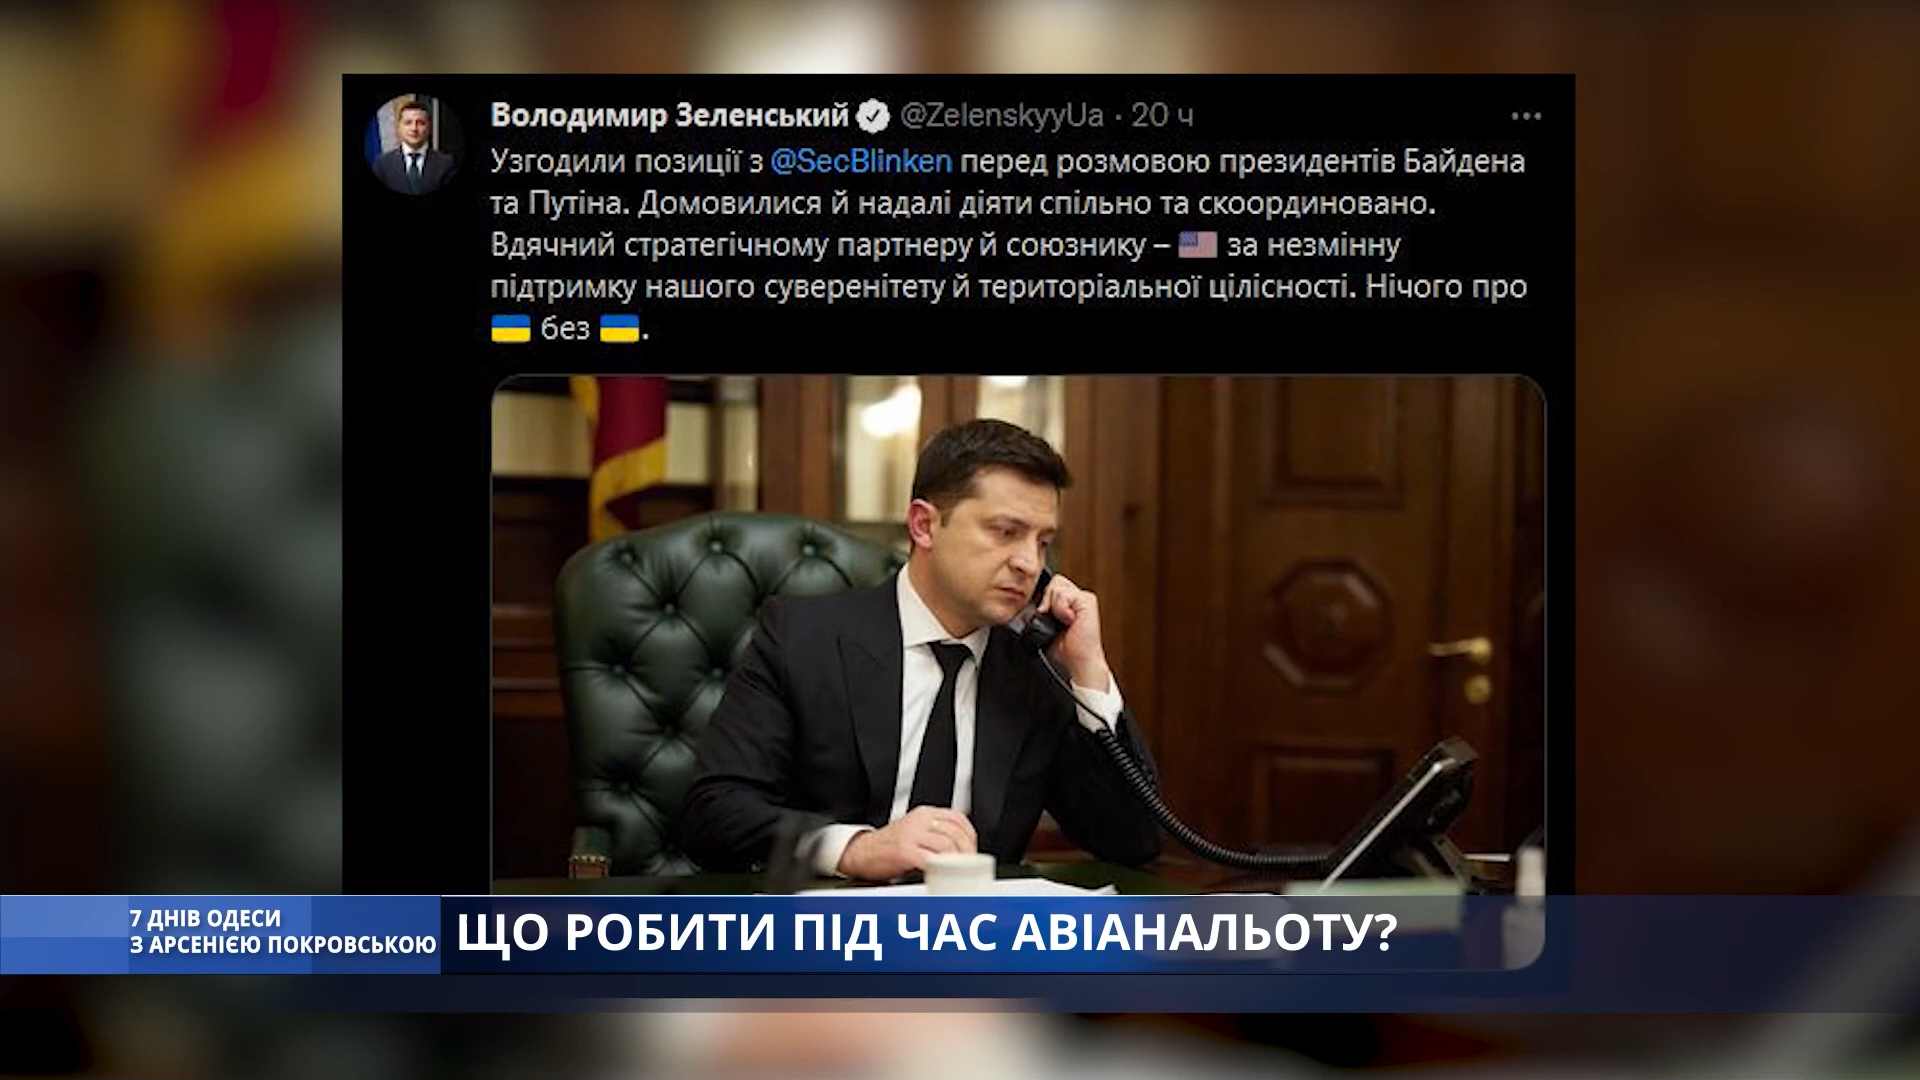 Володимир Зеленський @ZelenskyyUa · 20 ч
Узгодили позиції з @SecBlinken перед розмовою президентів Байдена
та Путіна. Домовилися й надалі діяти спільно та скоординовано.
Вдячний стратегічному партнеру й союзнику – 🇺🇸 за незмінну
підтримку нашого суверенітету й територіальної цілісності. Нічого про
🇺🇦 без 🇺🇦.
7 ДНІВ ОДЕСИ
З АРСЕНІЄЮ ПОКРОВСЬКОЮ
ЩО РОБИТИ ПІД ЧАС АВІАНАЛЬОТУ?